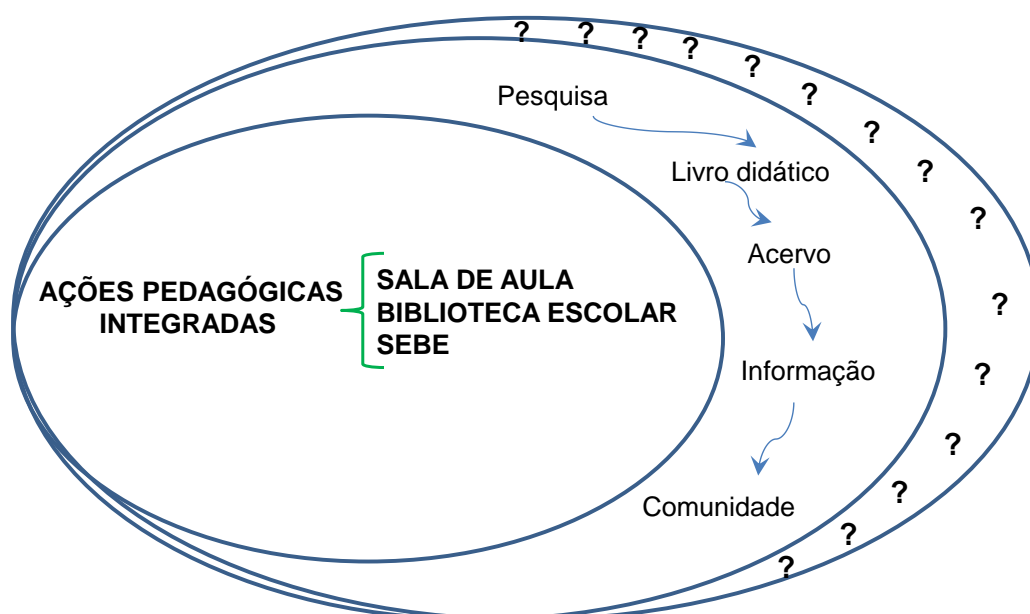 ? ? ? ? ? ? ? ? ? ? ? ? ? ? ?
Pesquisa
Livro didático
Acervo
Informação
Comunidade
AÇÕES PEDAGÓGICAS
INTEGRADAS
SALA DE AULA
BIBLIOTECA ESCOLAR
SEBE